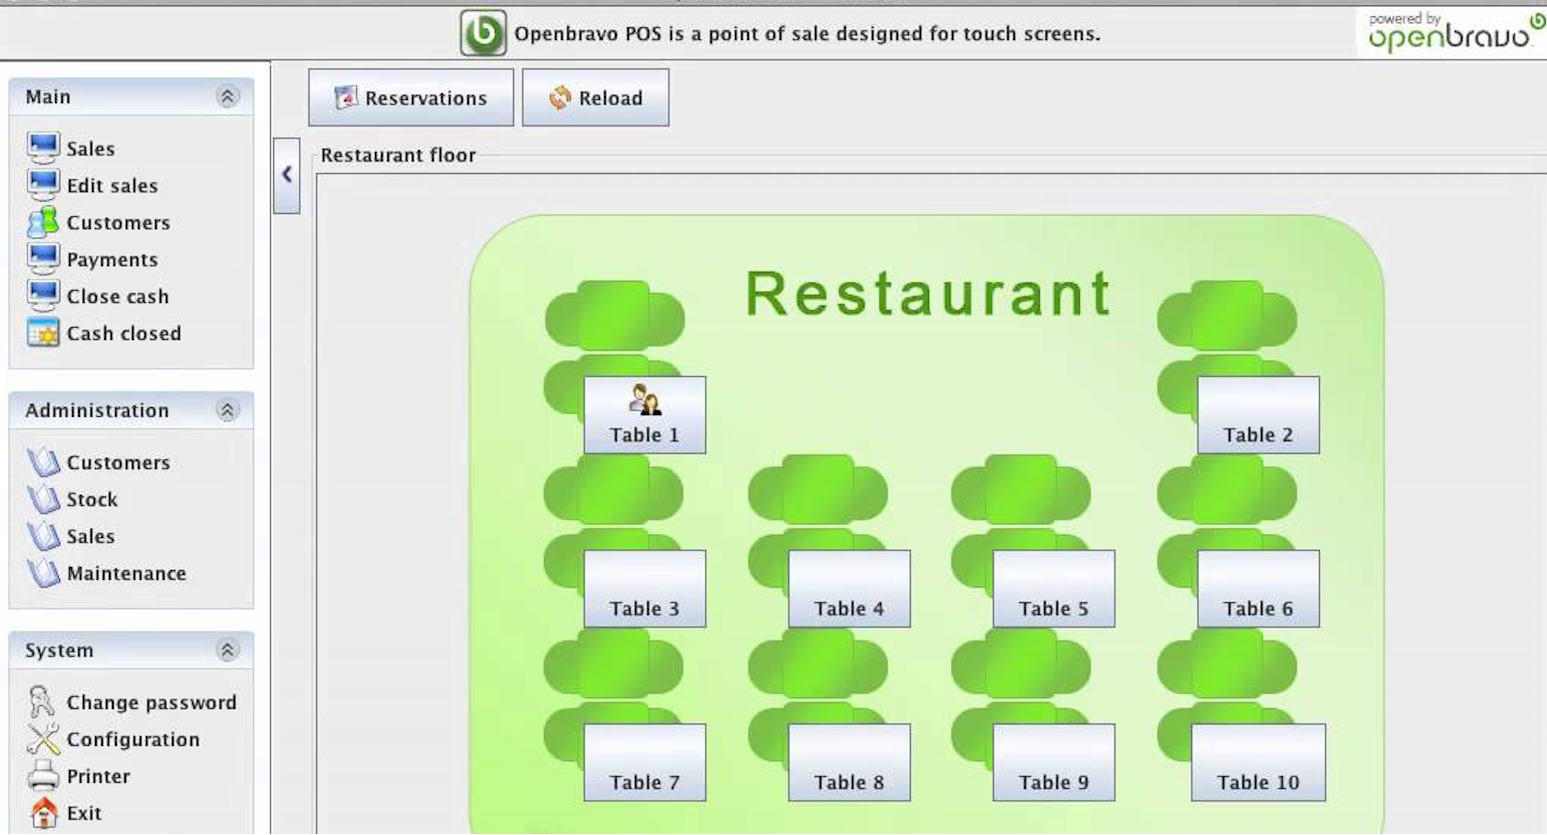 Openbravo POS is a point of sale designed for touch screens.
powered by
openbravo
Main
Sales
Edit sales
Customers
Payments
Close cash
Cash closed
Administration
Customers
Stock
Sales
Maintenance
System
Change password
Configuration
Printer
Exit
Reservations
Reload
Restaurant floor
Restaurant
Table 1
Table 2
Table 3
Table 4
Table 5
Table 6
Table 7
Table 8
Table 9
Table 10